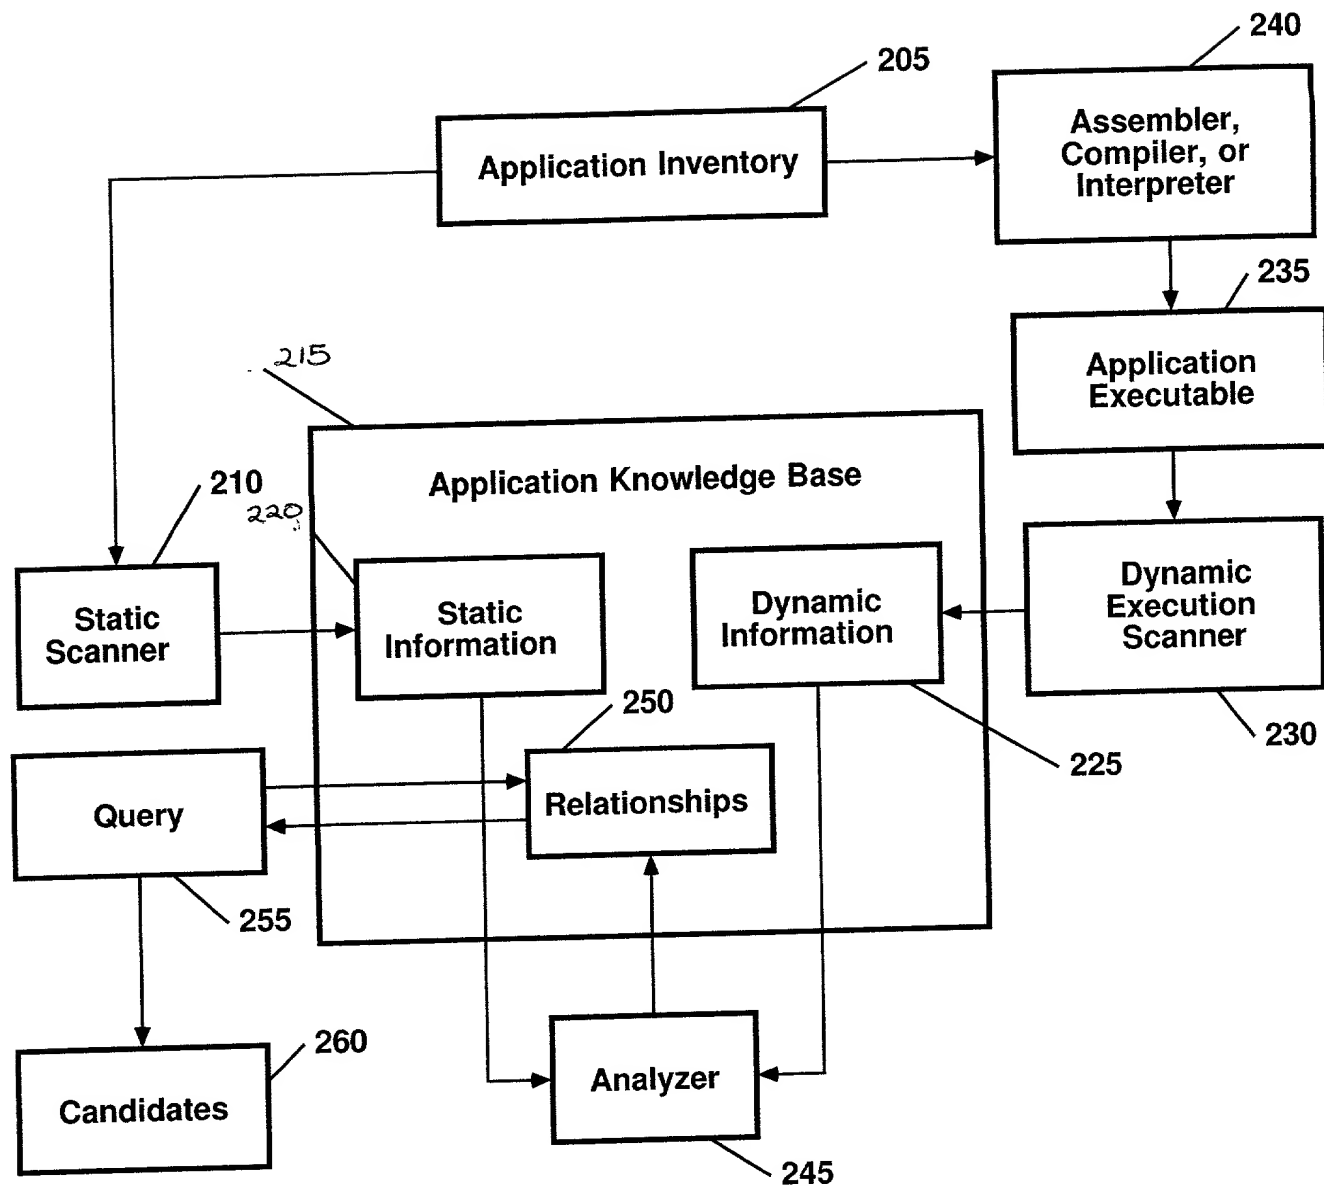 240
205
Assembler,
Compiler, or
Interpreter
Application Inventory
235
Application
Executable
215
Application Knowledge Base
210
220
Static
Scanner
Static
Information
Dynamic
Information
Dynamic
Execution
Scanner
250
225
230
Query
Relationships
255
260
Candidates
Analyzer
245